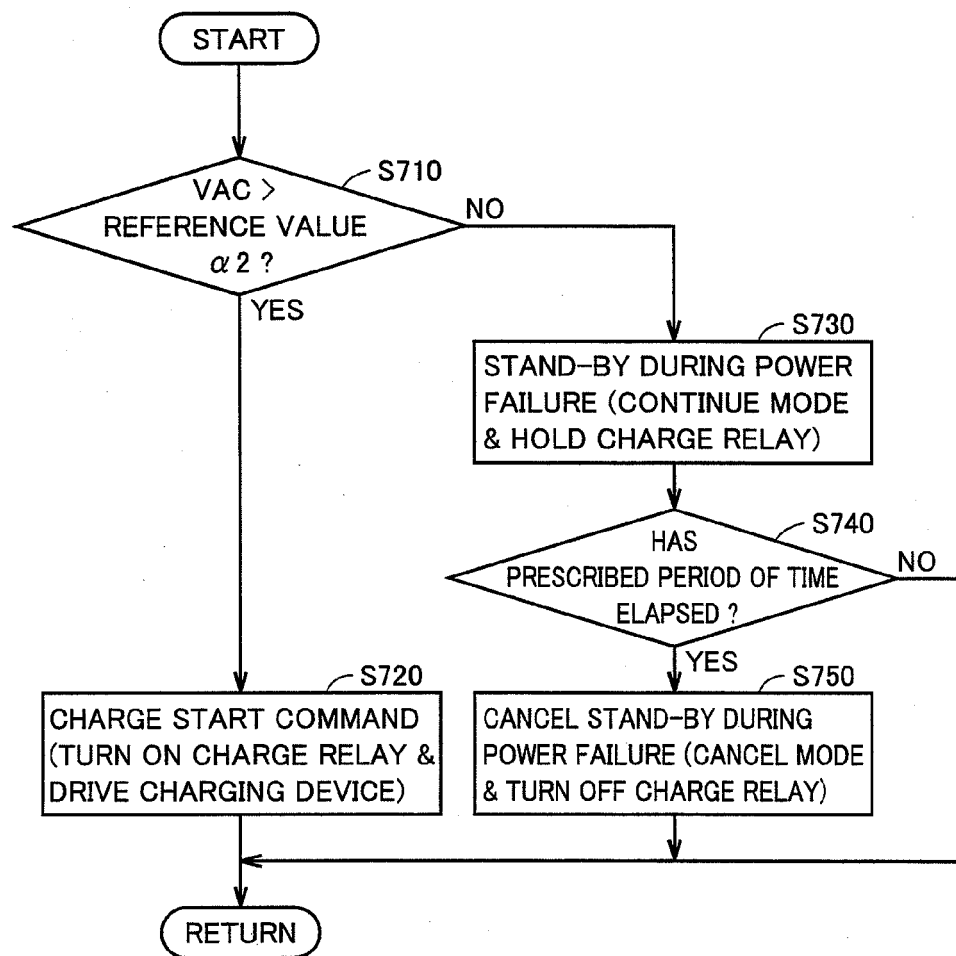 START
S710
VAC >
REFERENCE VALUE
α2 ?
NO
YES
S730
STAND-BY DURING POWER
FAILURE (CONTINUE MODE
& HOLD CHARGE RELAY)
S740
HAS
PRESCRIBED PERIOD OF TIME
ELAPSED ?
NO
YES
S720
CHARGE START COMMAND
(TURN ON CHARGE RELAY &
DRIVE CHARGING DEVICE)
S750
CANCEL STAND-BY DURING
POWER FAILURE (CANCEL MODE
& TURN OFF CHARGE RELAY)
RETURN